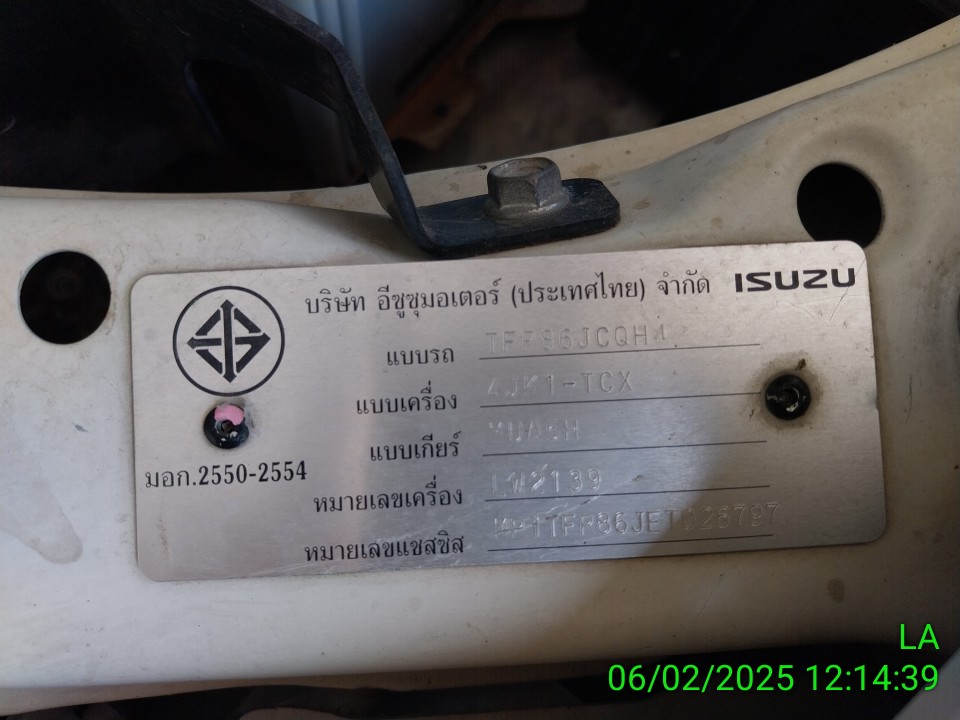 บริษัท อีซูซุมอเตอร์ (ประเทศไทย) จำกัด ISUZU
แบบรถ TFR86JCQH4
แบบเครื่อง 4JK1-TCX
แบบเกียร์
มอก.2550-2554
หมายเลขเครื่อง LW2139
หมายเลขแชสซิส
LA
06/02/2025 12:14:39